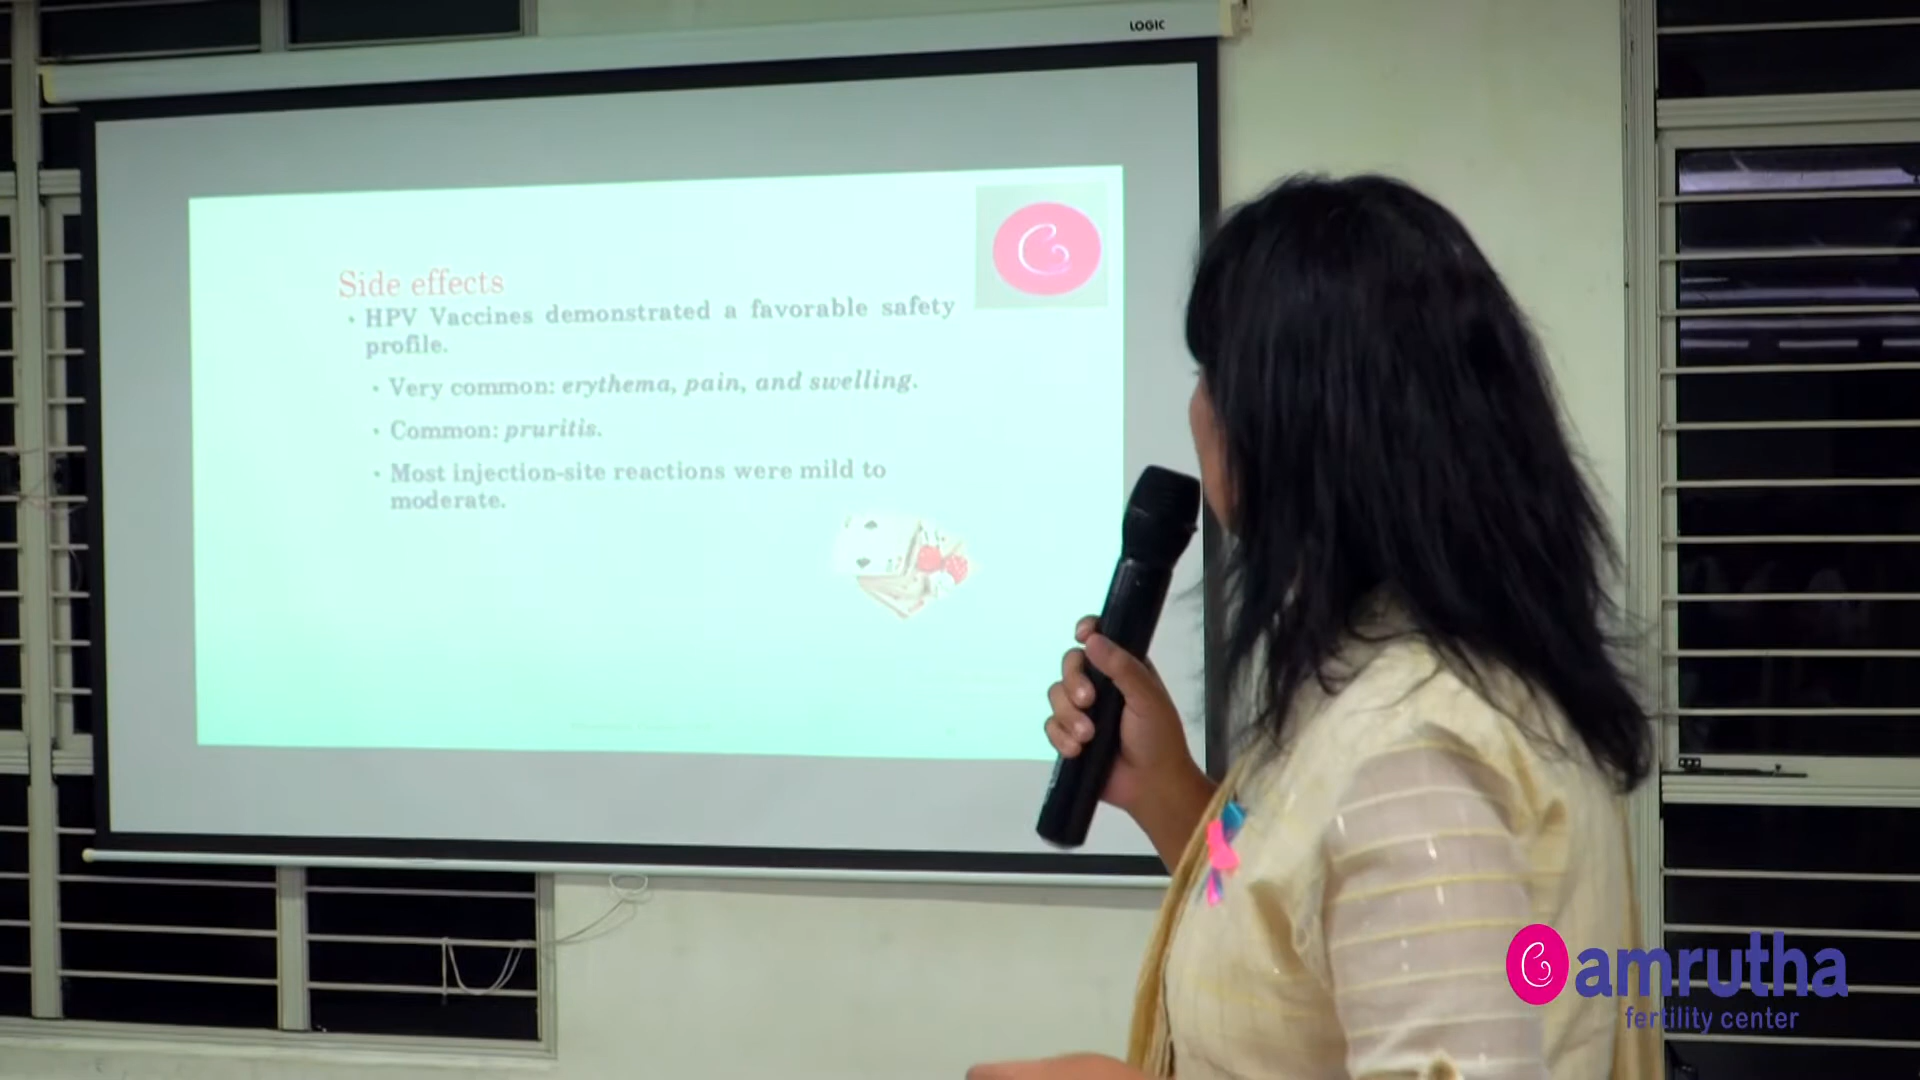 LOGIC
Side effects
• HPV Vaccines demonstrated a favorable safety
profile.
• Very common: erythema, pain, and swelling.
• Common: pruritis.
• Most injection-site reactions were mild to
moderate.
amrutha
fertility center